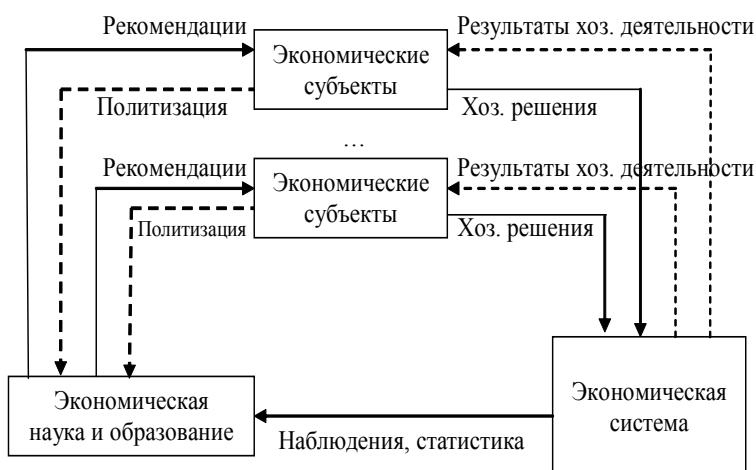 Рекомендации
Результаты хоз. деятельности
Экономические
субъекты
Политизация
Хоз. решения
...
Рекомендации
Результаты хоз. деятельности
Экономические
субъекты
Политизация
Хоз. решения
Экономическая
наука и образование
Экономическая
система
Наблюдения, статистика